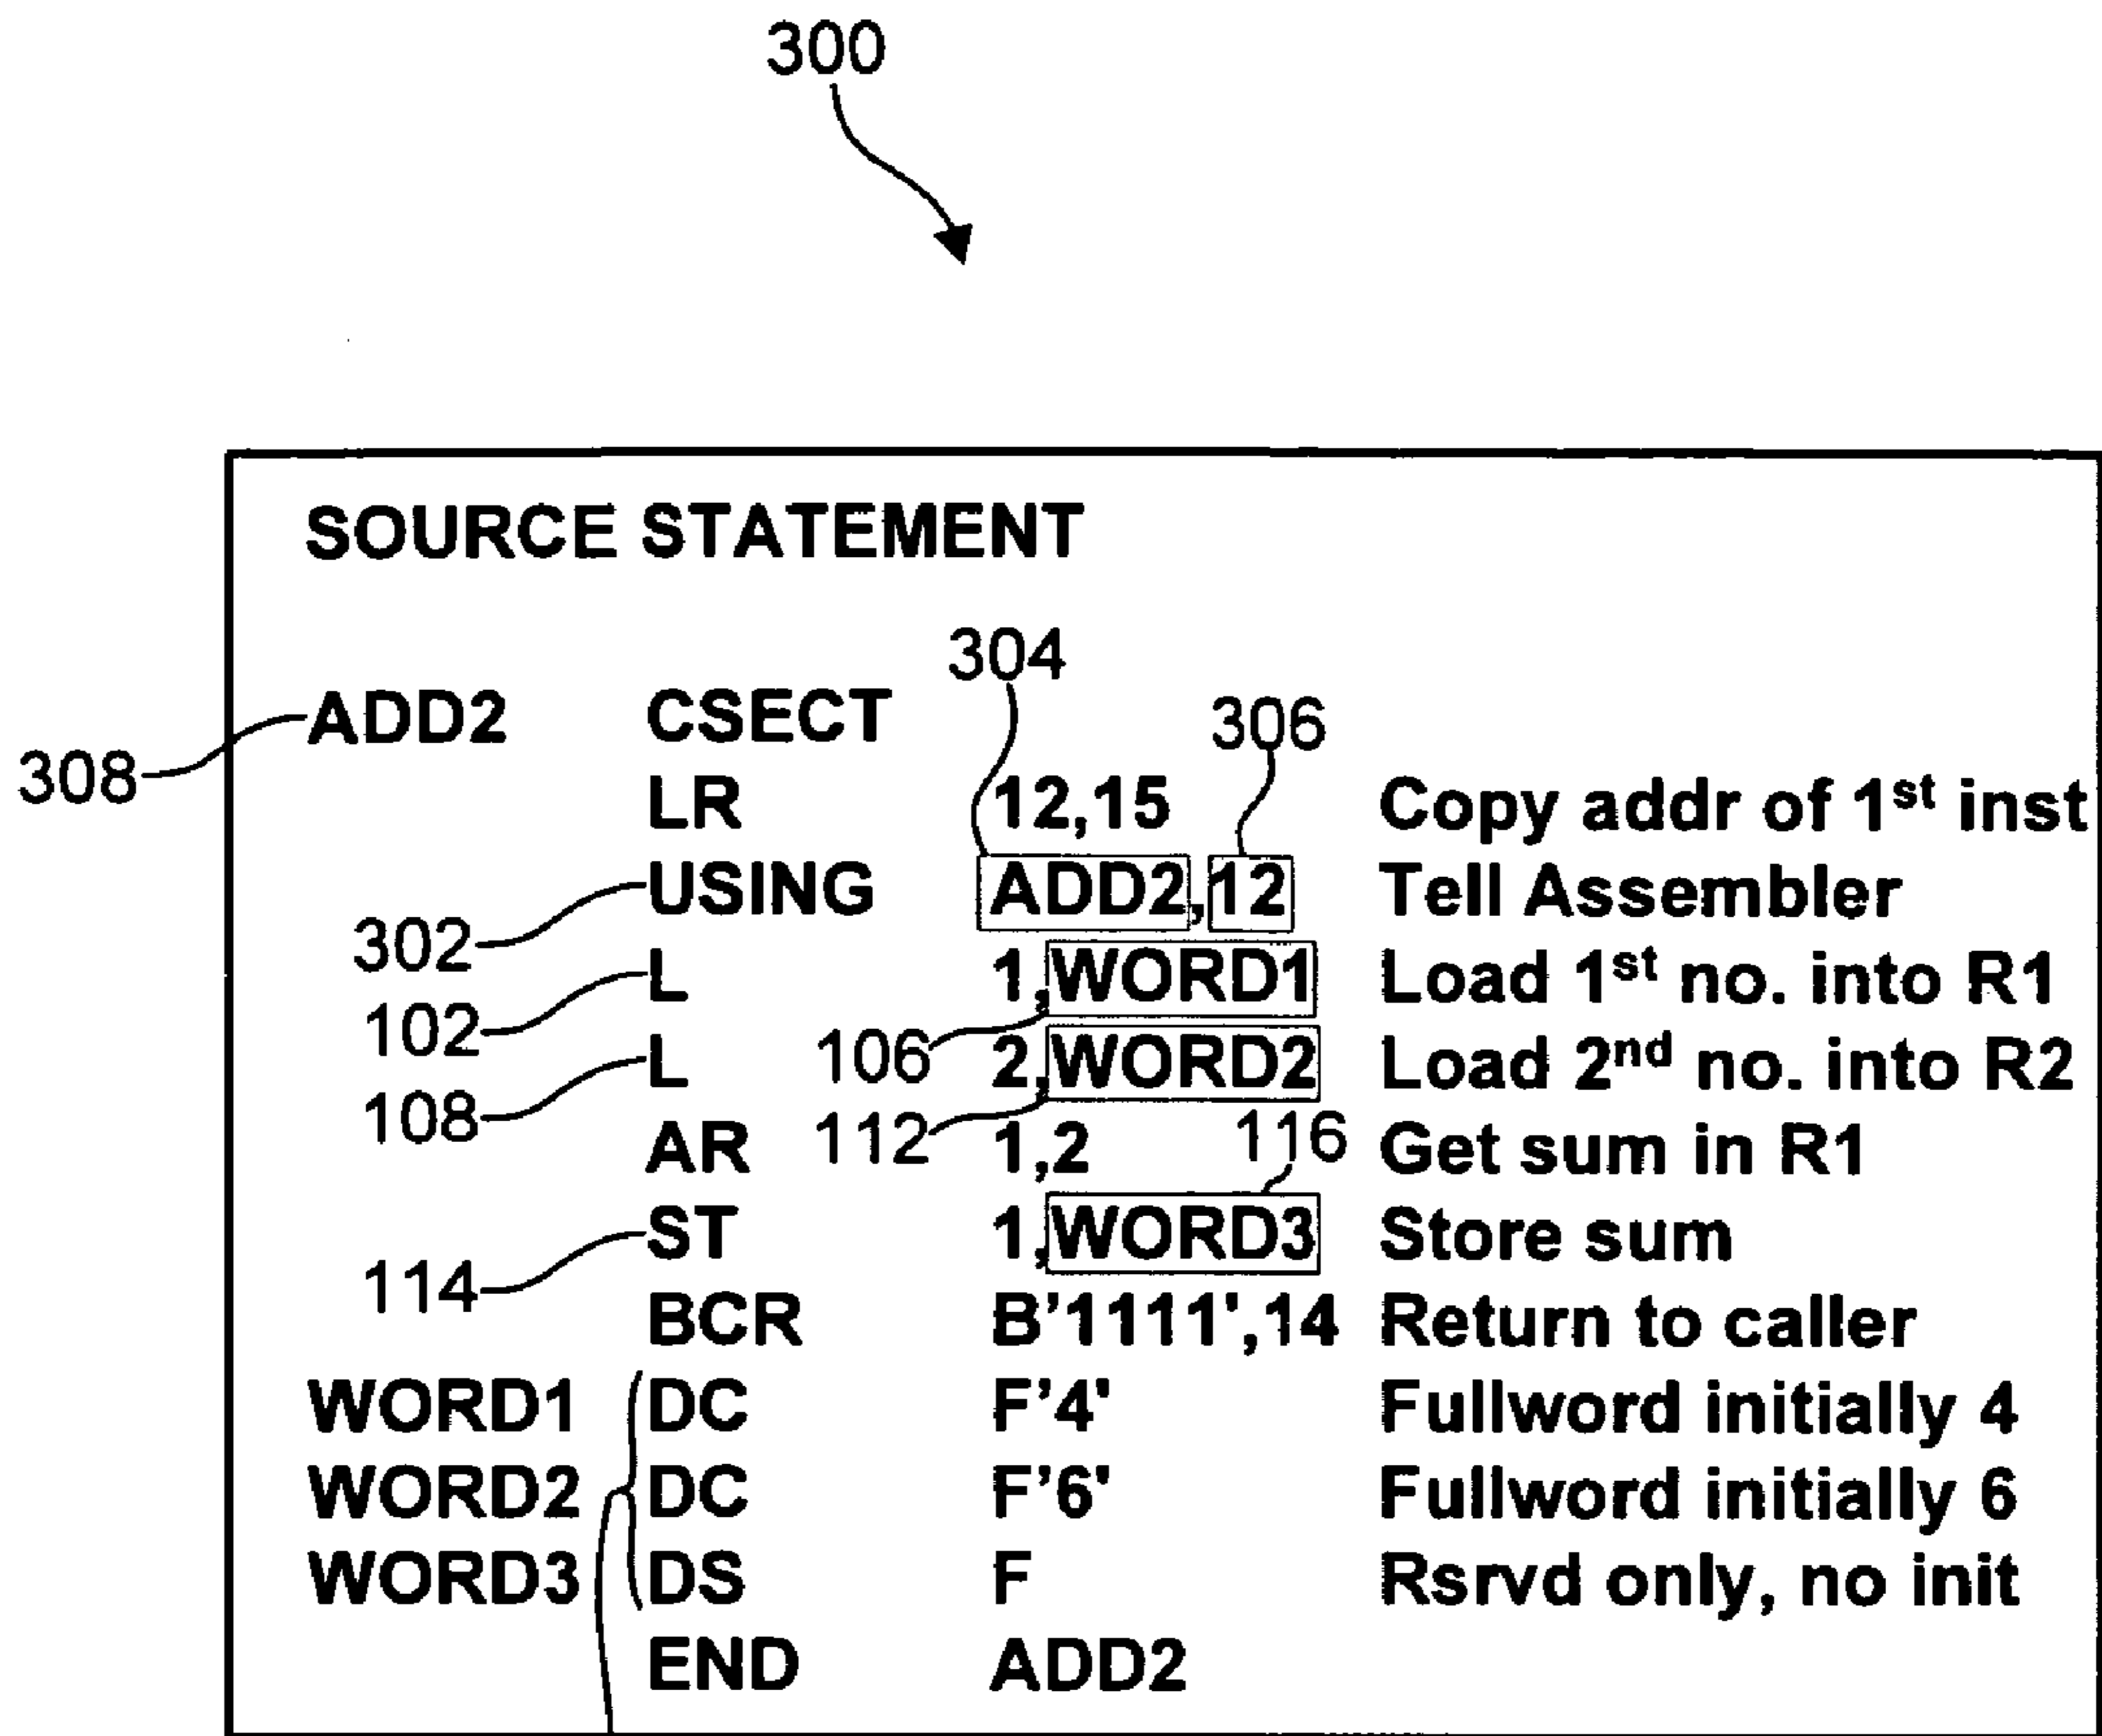 300
SOURCE STATEMENT
304
ADD2 CSECT
306
308
LR 12,15 Copy addr of 1st inst
USING ADD2,12 Tell Assembler
302
L 1,WORD1 Load 1st no. into R1
102
106
L 2,WORD2 Load 2nd no. into R2
108
112
116
AR 1,2 Get sum in R1
ST 1,WORD3 Store sum
114
BCR B'1111',14 Return to caller
WORD1 DC F'4' Fullword initially 4
WORD2 DC F'6' Fullword initially 6
WORD3 DS F Rsrvd only, no init
END ADD2